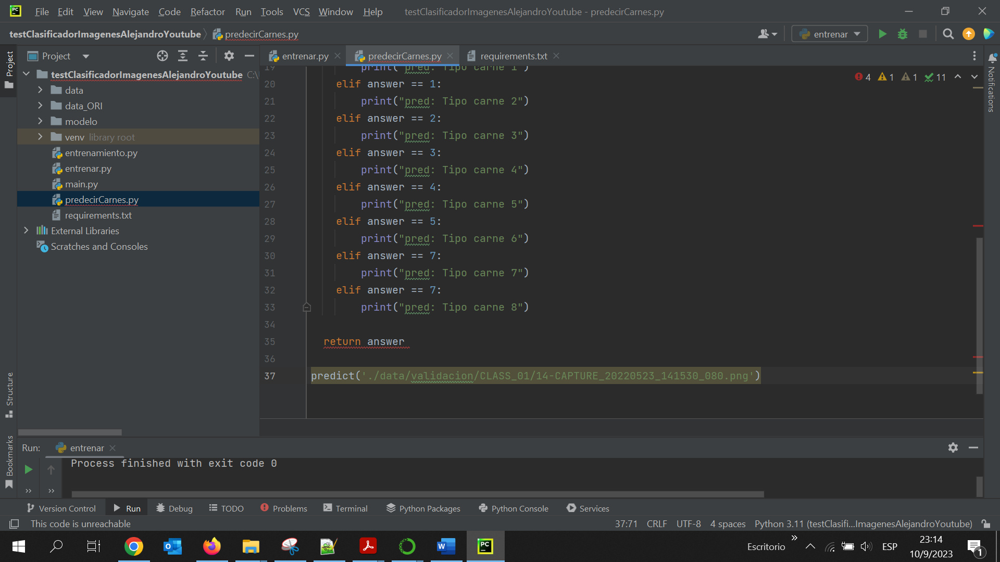 File Edit View Navigate Code Refactor Run Tools VCS Window Help testClasificadorImagenesAlejandroYoutube - predecirCarnes.py
testClasificadorImagenesAlejandroYoutube predecirCarnes.py entrenar
Project Project entrenar.py predecirCarnes.py requirements.txt
testClasificadorImagenesAlejandroYoutube C:\
data
data_ORI
modelo
venv library root
entrenamiento.py
entrenar.py
main.py
predecirCarnes.py
requirements.txt
External Libraries
Scratches and Consoles
4 1 1 11
Notifications
19 print("pred: Tipo carne 1")
20 elif answer == 1:
21 print("pred: Tipo carne 2")
22 elif answer == 2:
23 print("pred: Tipo carne 3")
24 elif answer == 3:
25 print("pred: Tipo carne 4")
26 elif answer == 4:
27 print("pred: Tipo carne 5")
28 elif answer == 5:
29 print("pred: Tipo carne 6")
30 elif answer == 7:
31 print("pred: Tipo carne 7")
32 elif answer == 7:
33 print("pred: Tipo carne 8")
34
35 return answer
36
37 predict('./data/validacion/CLASS_01/14-CAPTURE_20220523_141530_080.png')
Structure
Bookmarks
Run: entrenar
Process finished with exit code 0
Version Control Run Debug TODO Problems Terminal Python Packages Python Console Services
This code is unreachable 37:71 CRLF UTF-8 4 spaces Python 3.11 (testClasifi...ImagenesAlejandroYoutube)
Escritorio ESP 23:14
10/9/2023 1